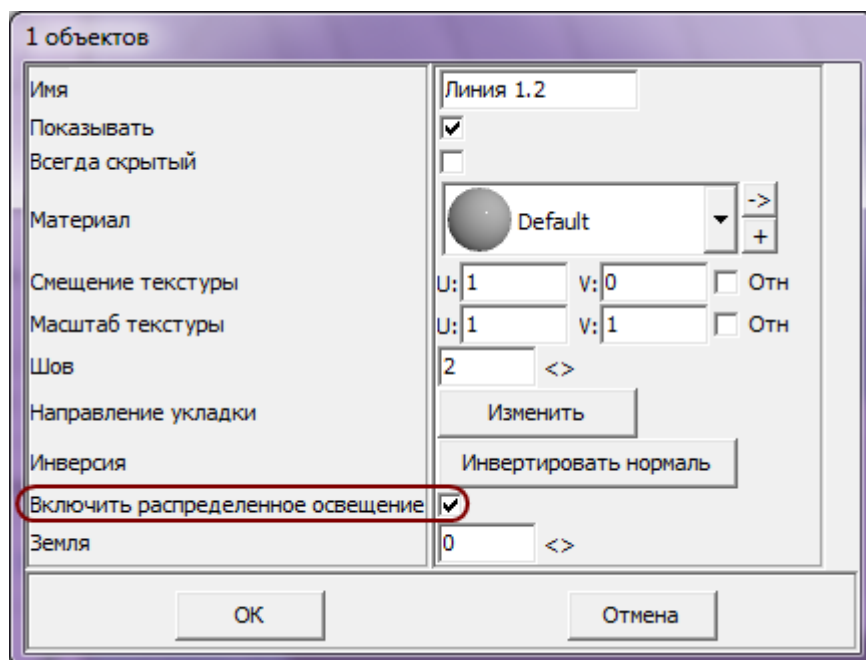 1 объектов
Имя Линия 1.2
Показывать
Всегда скрытый
Материал Default -> +
Смещение текстуры U: 1 V: 0 Отн
Масштаб текстуры U: 1 V: 1 Отн
Шов 2 <>
Направление укладки Изменить
Инверсия Инвертировать нормаль
Включить распределенное освещение
Земля 0 <>
OK Отмена